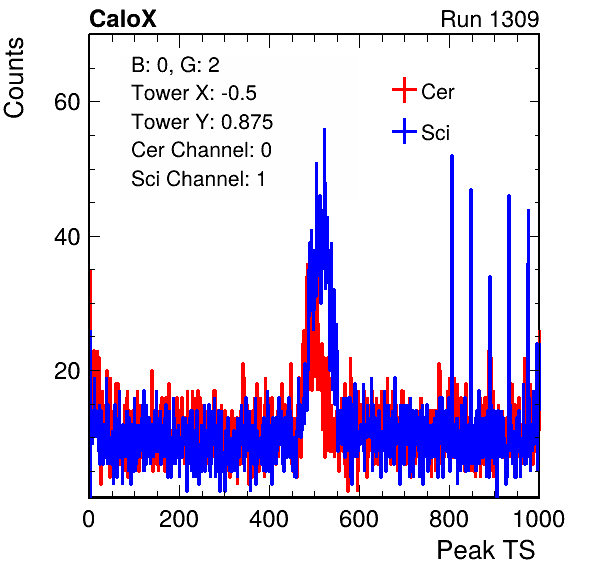 CaloX Run 1309
Counts
B: 0, G: 2
Tower X: -0.5
Tower Y: 0.875
Cer Channel: 0
Sci Channel: 1
Cer
Sci
60
40
20
0 200 400 600 800 1000
Peak TS